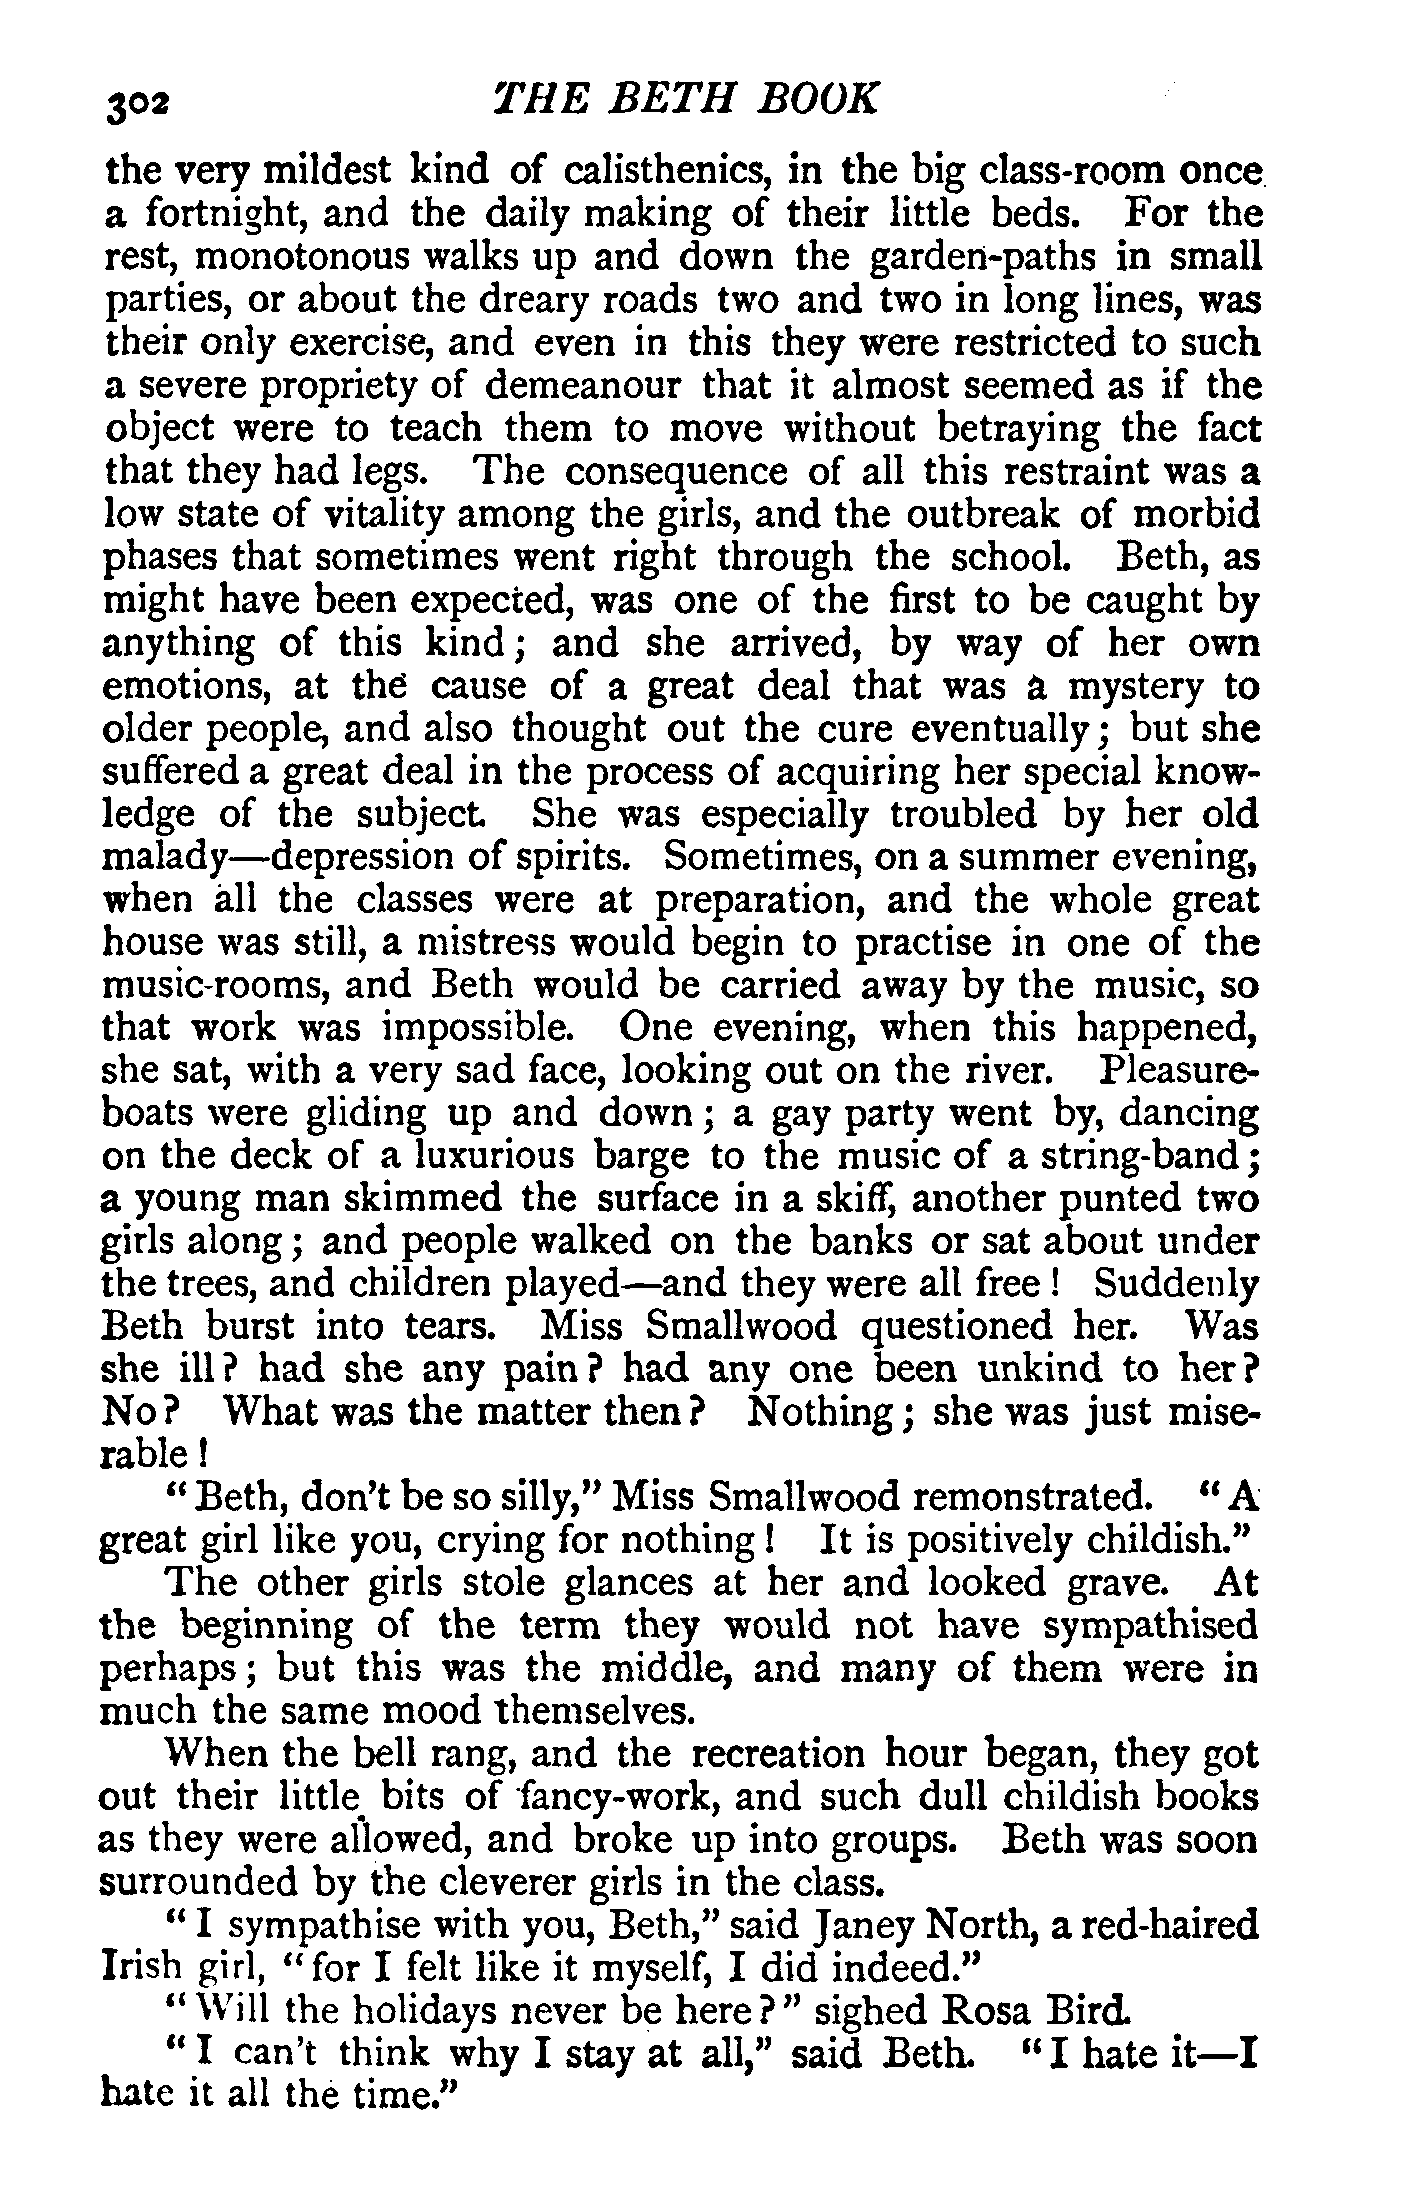 302 THE BETH BOOK
the very mildest kind of calisthenics, in the big class-room once
a fortnight, and the daily making of their little beds. For the
rest, monotonous walks up and down the garden-paths in small
parties, or about the dreary roads two and two in long lines, was
their only exercise, and even in this they were restricted to such
a severe propriety of demeanour that it almost seemed as if the
object were to teach them to move without betraying the fact
that they had legs. The consequence of all this restraint was a
low state of vitality among the girls, and the outbreak of morbid
phases that sometimes went right through the school. Beth, as
might have been expected, was one of the first to be caught by
anything of this kind; and she arrived, by way of her own
emotions, at the cause of a great deal that was a mystery to
older people, and also thought out the cure eventually; but she
suffered a great deal in the process of acquiring her special know-
ledge of the subject. She was especially troubled by her old
malady—depression of spirits. Sometimes, on a summer evening,
when all the classes were at preparation, and the whole great
house was still, a mistress would begin to practise in one of the
music-rooms, and Beth would be carried away by the music, so
that work was impossible. One evening, when this happened,
she sat, with a very sad face, looking out on the river. Pleasure-
boats were gliding up and down; a gay party went by, dancing
on the deck of a luxurious barge to the music of a string-band;
a young man skimmed the surface in a skiff, another punted two
girls along; and people walked on the banks or sat about under
the trees, and children played—and they were all free! Suddenly
Beth burst into tears. Miss Smallwood questioned her. Was
she ill? had she any pain? had any one been unkind to her?
No? What was the matter then? Nothing; she was just mise-
rable!
"Beth, don't be so silly," Miss Smallwood remonstrated. "A
great girl like you, crying for nothing! It is positively childish."
The other girls stole glances at her and looked grave. At
the beginning of the term they would not have sympathised
perhaps; but this was the middle, and many of them were in
much the same mood themselves.
When the bell rang, and the recreation hour began, they got
out their little bits of fancy-work, and such dull childish books
as they were allowed, and broke up into groups. Beth was soon
surrounded by the cleverer girls in the class.
"I sympathise with you, Beth," said Janey North, a red-haired
Irish girl, "for I felt like it myself, I did indeed."
"Will the holidays never be here?" sighed Rosa Bird.
"I can't think why I stay at all," said Beth. "I hate it—I
hate it all the time."